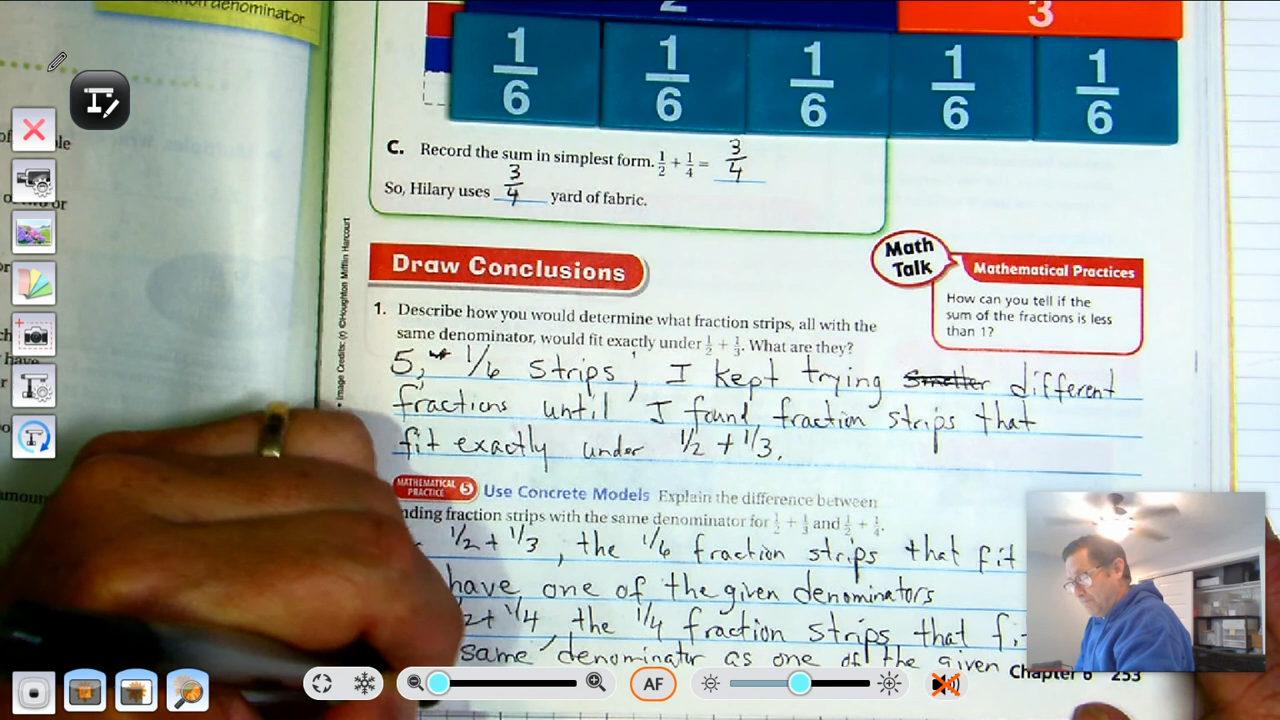 mon denominator
2
3
1/6 1/6 1/6 1/6 1/6
C. Record the sum in simplest form. 1/2 + 1/4 = 3/4
So, Hilary uses 3/4 yard of fabric.
Draw Conclusions
Math Talk
Mathematical Practices
How can you tell if the
sum of the fractions is less
than 1?
1. Describe how you would determine what fraction strips, all with the
same denominator, would fit exactly under 1/2 + 1/3. What are they?
5, 1/6 strips, I kept trying different
fractions until I found fraction strips that
fit exactly under 1/2 + 1/3.
MATHEMATICAL PRACTICE 5 Use Concrete Models Explain the difference between
nding fraction strips with the same denominator for 1/2 + 1/3 and 1/2 + 1/4.
1/2 + 1/3, the 1/6 fraction strips that fit
have one of the given denominators
2 + 1/4 the 1/4 fraction strips that fi
same denominator as one of the given
Chapter 6 253
• Image Credits: (r) ©Houghton Mifflin Harcourt
AF